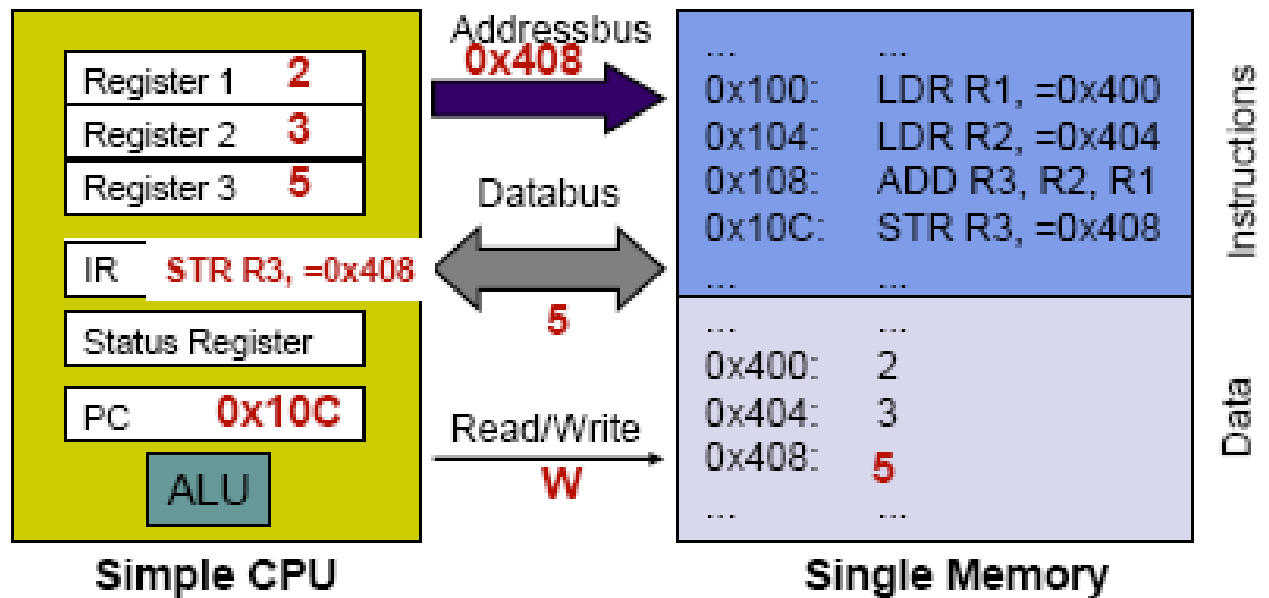 Register 1 2
Register 2 3
Register 3 5
IR STR R3, =0x408
Status Register
PC 0x10C
ALU
Simple CPU
Addressbus
0x408
Databus
5
Read/Write
W
... ...
0x100: LDR R1, =0x400
0x104: LDR R2, =0x404
0x108: ADD R3, R2, R1
0x10C: STR R3, =0x408
... ...
... ...
0x400: 2
0x404: 3
0x408: 5
... ...
Single Memory
Instructions
Data